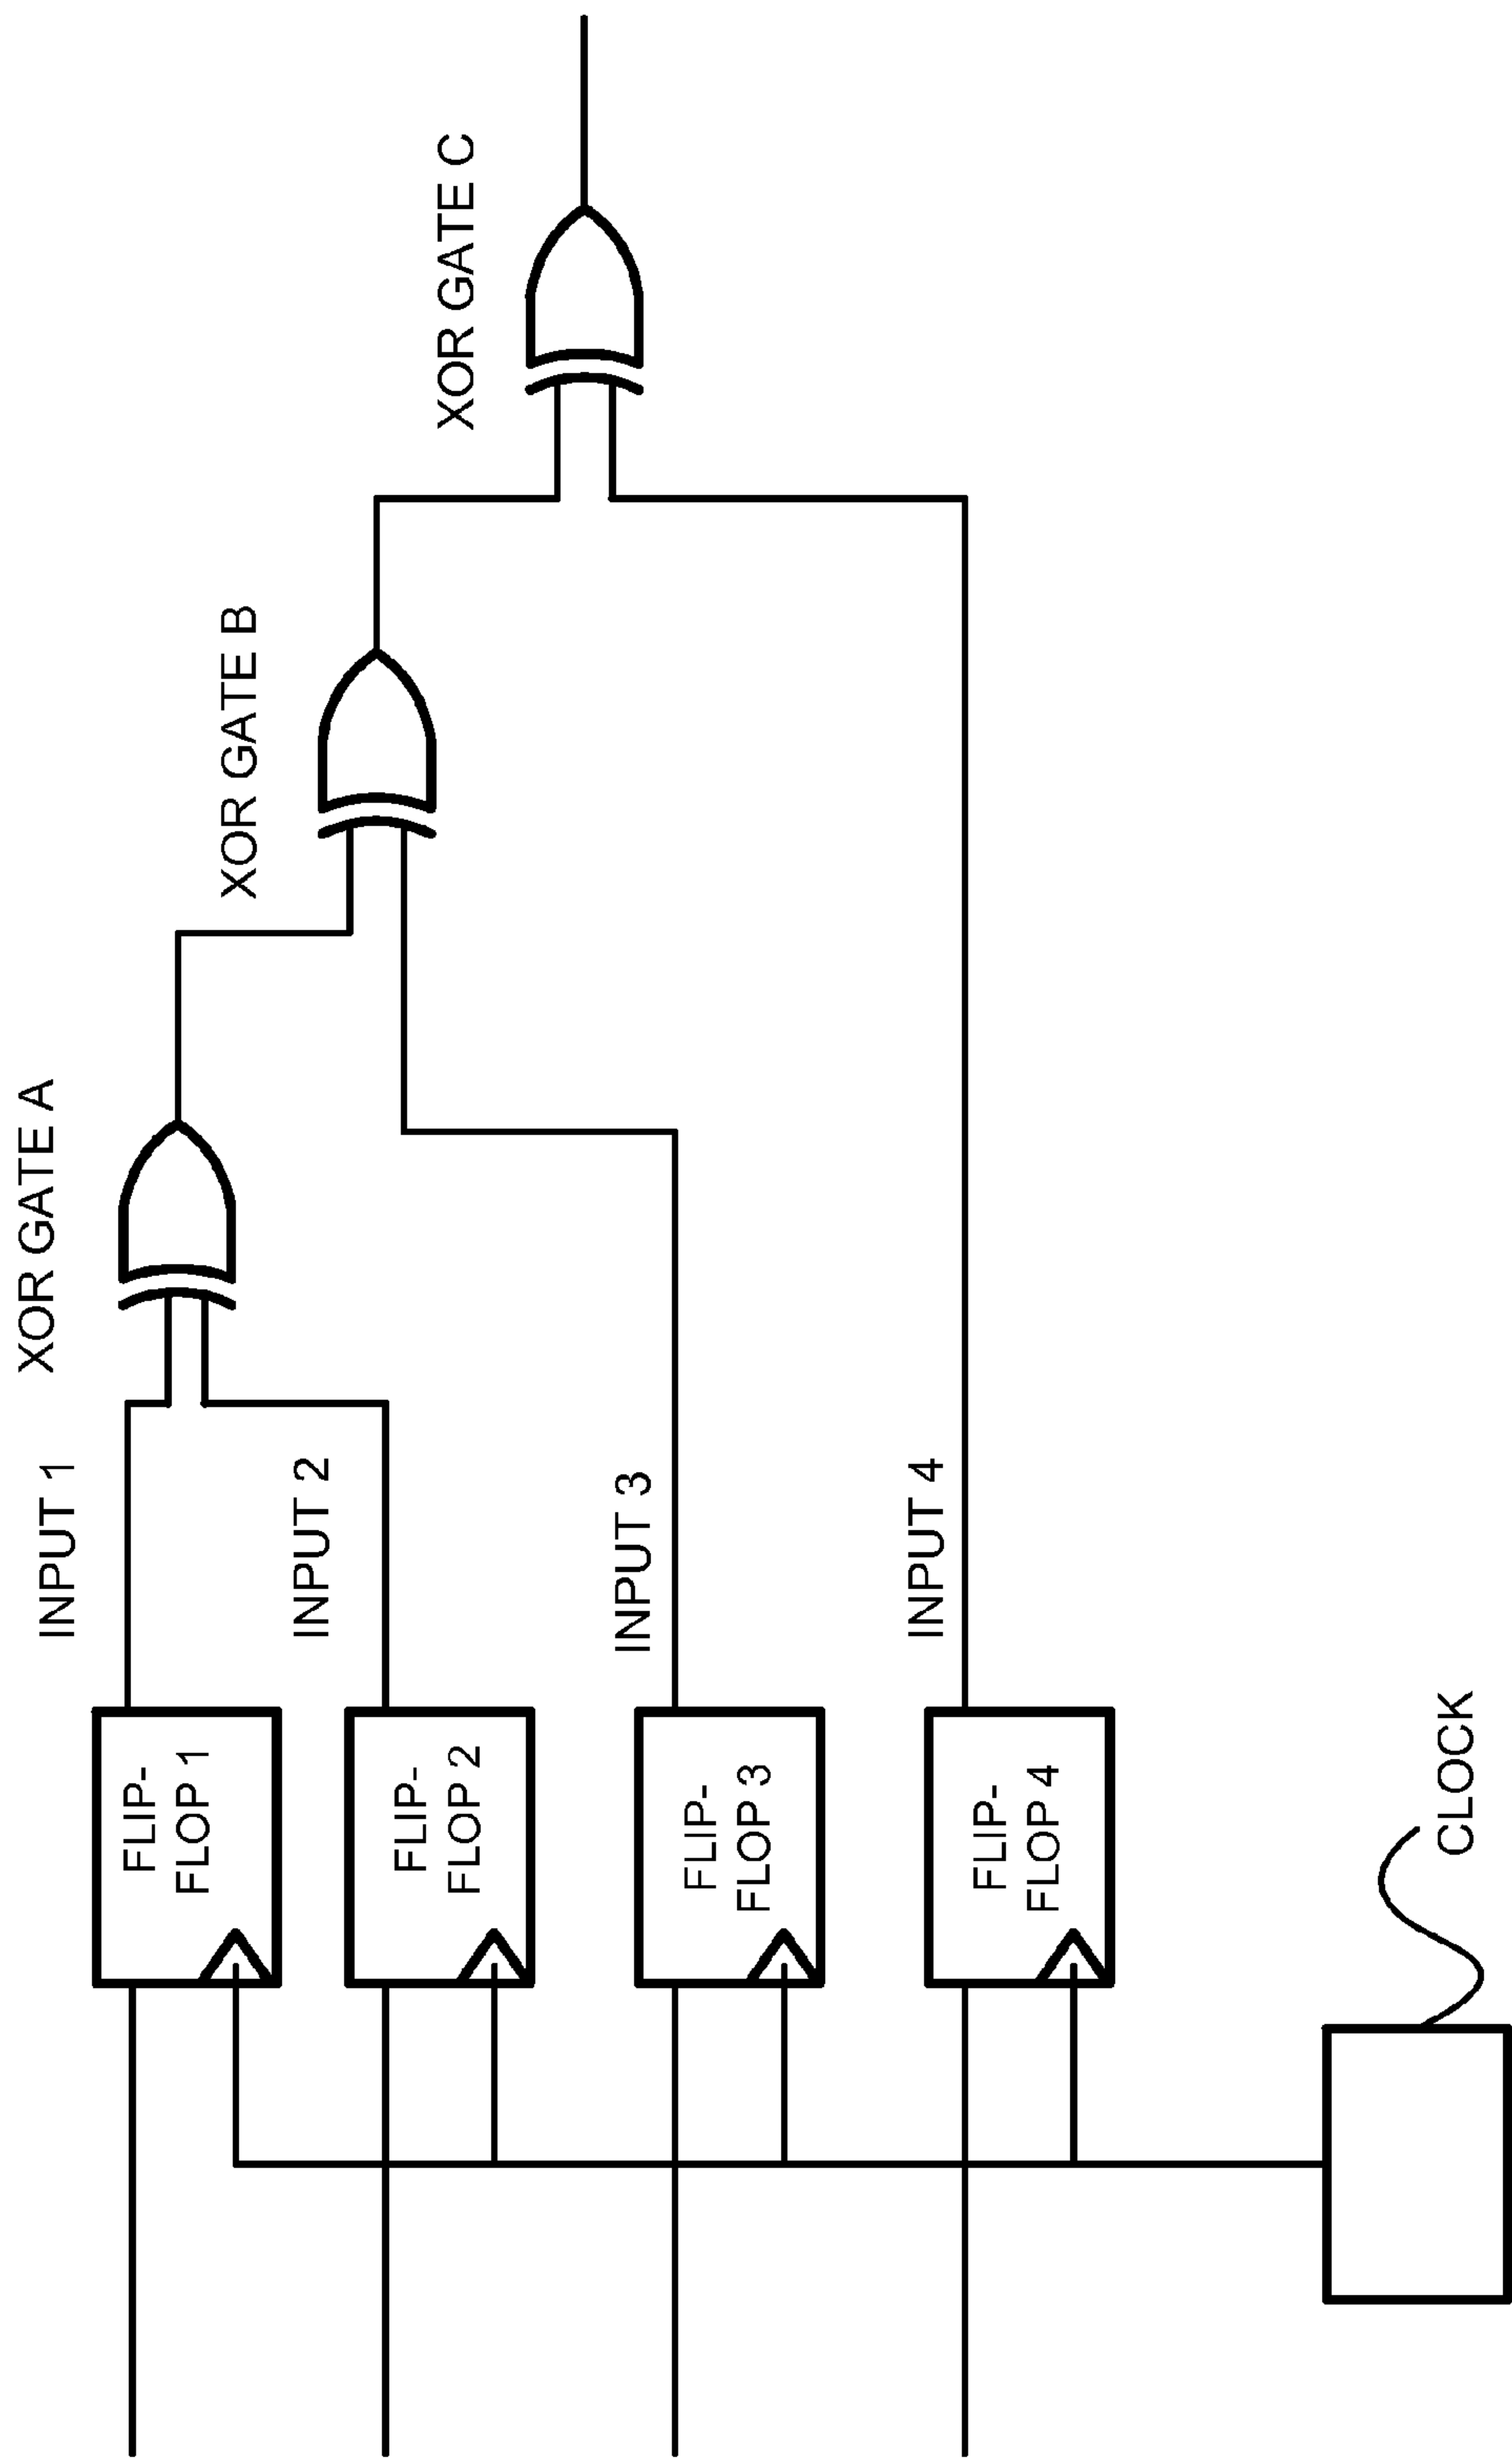 XOR GATE A
XOR GATE B
XOR GATE C
INPUT 1
INPUT 2
INPUT 3
INPUT 4
FLIP-
FLOP 1
FLIP-
FLOP 2
FLIP-
FLOP 3
FLIP-
FLOP 4
CLOCK